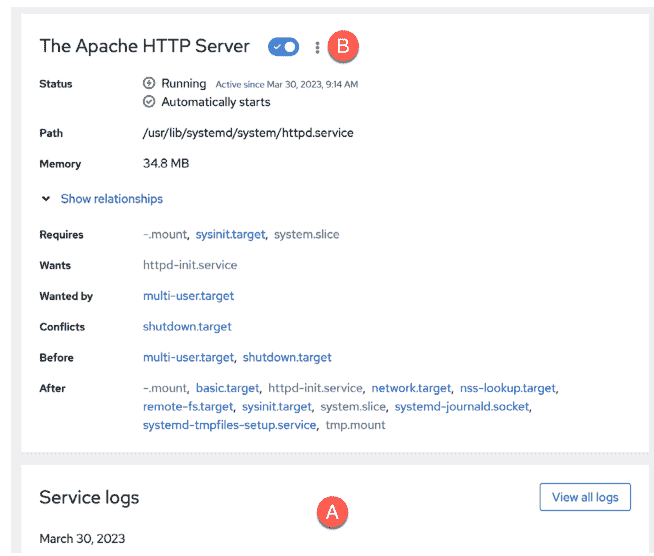 The Apache HTTP Server B
Status Running Active since Mar 30, 2023, 9:14 AM
Automatically starts
Path /usr/lib/systemd/system/httpd.service
Memory 34.8 MB
Show relationships
Requires -.mount, sysinit.target, system.slice
Wants httpd-init.service
Wanted by multi-user.target
Conflicts shutdown.target
Before multi-user.target, shutdown.target
After -.mount, basic.target, httpd-init.service, network.target, nss-lookup.target,
remote-fs.target, sysinit.target, system.slice, systemd-journald.socket,
systemd-tmpfiles-setup.service, tmp.mount
Service logs A View all logs
March 30, 2023